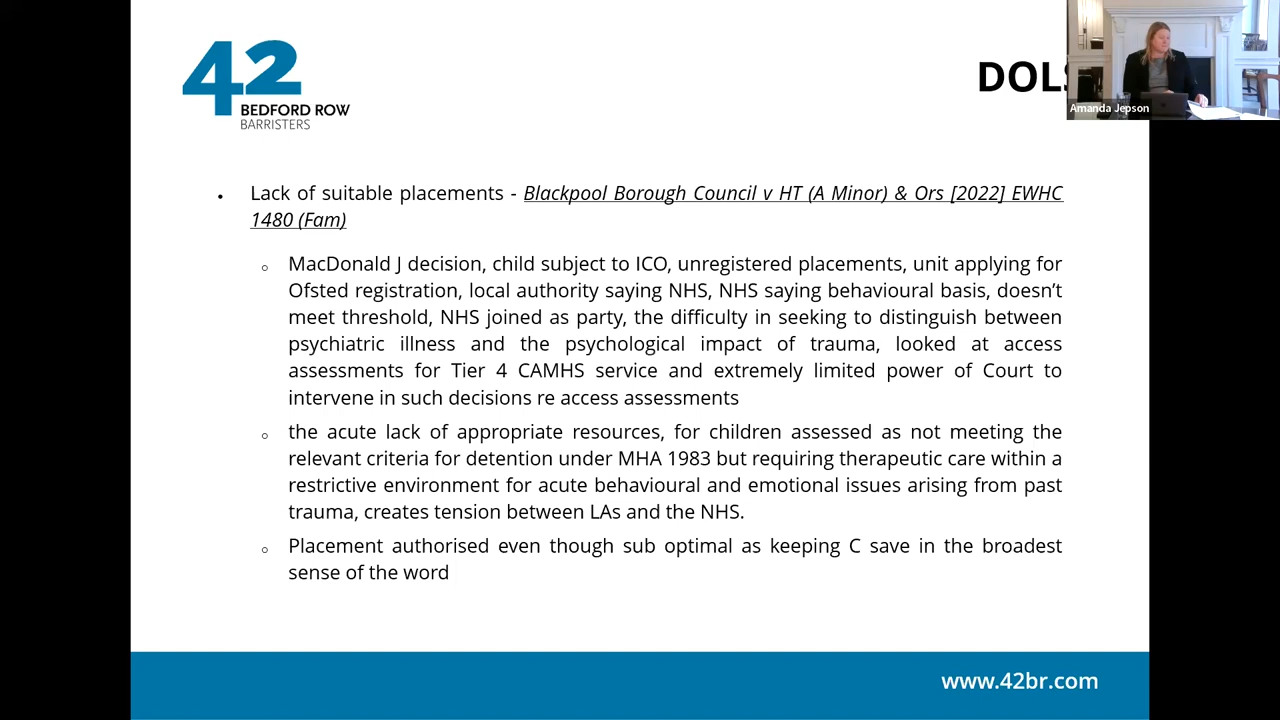 42
BEDFORD ROW
BARRISTERS
DOLS
Amanda Jepson
• Lack of suitable placements - Blackpool Borough Council v HT (A Minor) & Ors [2022] EWHC
1480 (Fam)
○ MacDonald J decision, child subject to ICO, unregistered placements, unit applying for
Ofsted registration, local authority saying NHS, NHS saying behavioural basis, doesn’t
meet threshold, NHS joined as party, the difficulty in seeking to distinguish between
psychiatric illness and the psychological impact of trauma, looked at access
assessments for Tier 4 CAMHS service and extremely limited power of Court to
intervene in such decisions re access assessments
○ the acute lack of appropriate resources, for children assessed as not meeting the
relevant criteria for detention under MHA 1983 but requiring therapeutic care within a
restrictive environment for acute behavioural and emotional issues arising from past
trauma, creates tension between LAs and the NHS.
○ Placement authorised even though sub optimal as keeping C save in the broadest
sense of the word
www.42br.com